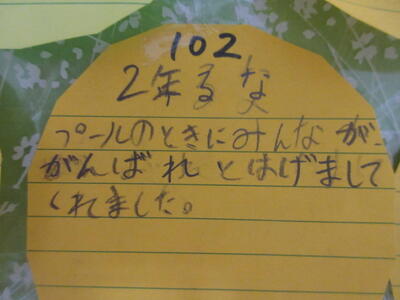 102
2年るな
プールのときにみんなが、
がんばれとはげまして
くれました。